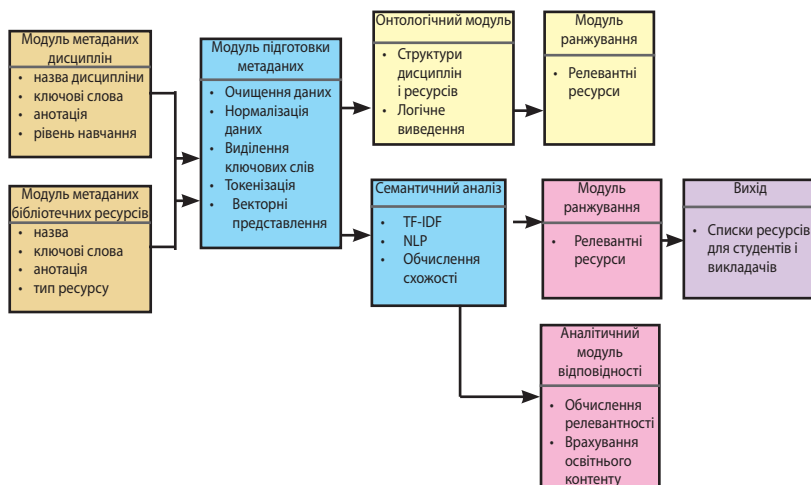 Модуль метаданих
дисциплін
• назва дисципліни
• ключові слова
• анотація
• рівень навчання
Модуль метаданих
бібліотечних ресурсів
• назва
• ключові слова
• анотація
• тип ресурсу
Модуль підготовки
метаданих
• Очищення даних
• Нормалізація
даних
• Виділення
ключових слів
• Токенізація
• Векторні
представлення
Онтологічний модуль
• Структури
дисциплін
і ресурсів
• Логічне
виведення
Модуль
ранжування
• Релевантні
ресурси
Семантичний аналіз
• TF-IDF
• NLP
• Обчислення
схожості
Модуль
ранжування
• Релевантні
ресурси
Вихід
• Списки ресурсів
для студентів і
викладачів
Аналітичний
модуль
відповідності
• Обчислення
релевантності
• Врахування
освітнього
контенту